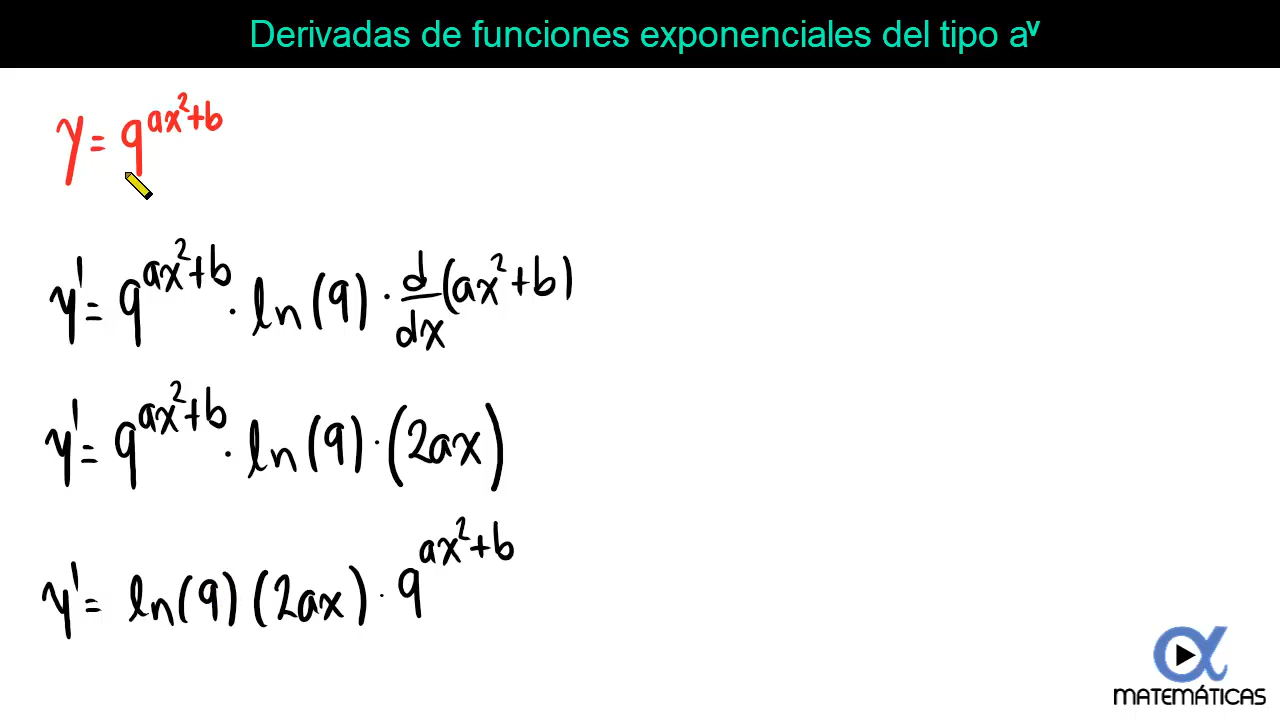 Derivadas de funciones exponenciales del tipo aᵛ
y = 9^(ax²+b)
y' = 9^(ax²+b) · ln(9) · d/dx (ax²+b)
y' = 9^(ax²+b) · ln(9) · (2ax)
y' = ln(9)(2ax) · 9^(ax²+b)
MATEMÁTICAS